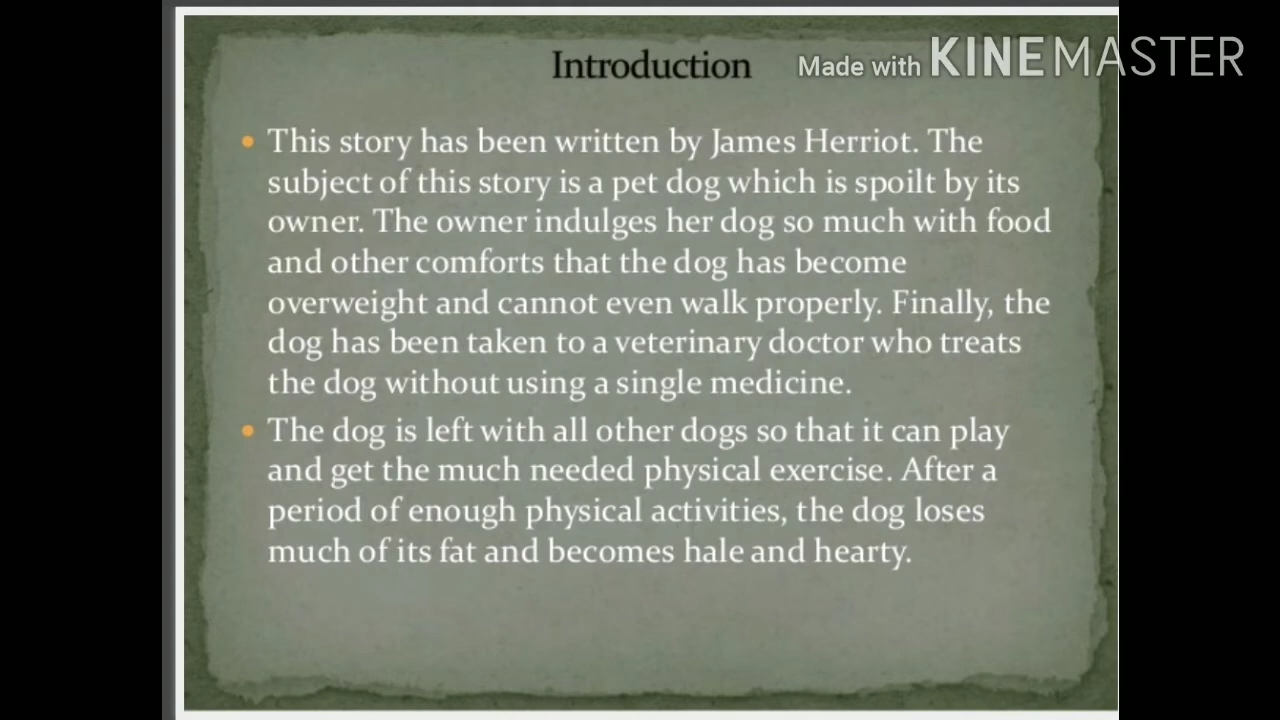 Introduction
Made with KINEMASTER
• This story has been written by James Herriot. The
subject of this story is a pet dog which is spoilt by its
owner. The owner indulges her dog so much with food
and other comforts that the dog has become
overweight and cannot even walk properly. Finally, the
dog has been taken to a veterinary doctor who treats
the dog without using a single medicine.
• The dog is left with all other dogs so that it can play
and get the much needed physical exercise. After a
period of enough physical activities, the dog loses
much of its fat and becomes hale and hearty.